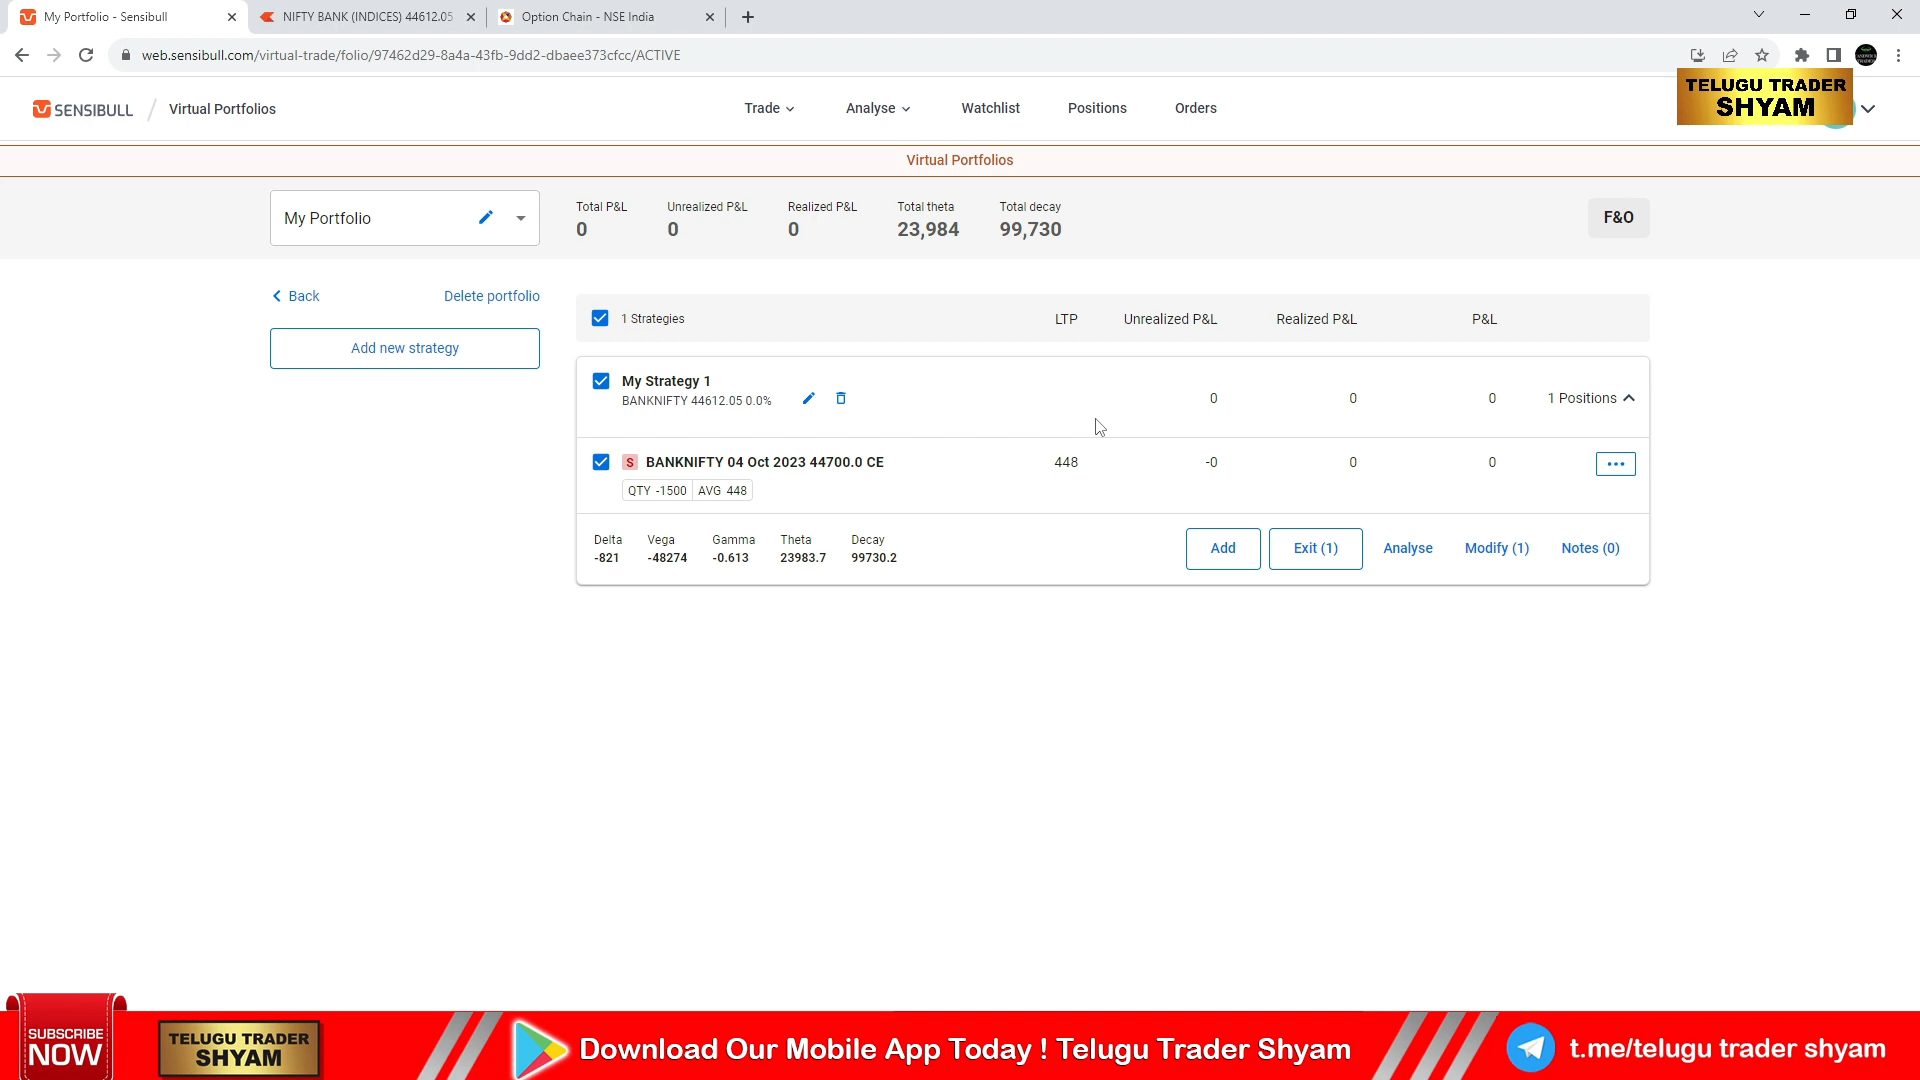 My Portfolio - Sensibull
NIFTY BANK (INDICES) 44612.05
Option Chain - NSE India
web.sensibull.com/virtual-trade/folio/97462d29-8a4a-43fb-9dd2-dbaee373cfcc/ACTIVE
SENSIBULL / Virtual Portfolios
Trade
Analyse
Watchlist
Positions
Orders
TELUGU TRADER
SHYAM
Virtual Portfolios
My Portfolio
Total P&L
Unrealized P&L
Realized P&L
Total theta
Total decay
0
0
0
23,984
99,730
F&O
Back
Delete portfolio
Add new strategy
1 Strategies
LTP
Unrealized P&L
Realized P&L
P&L
My Strategy 1
BANKNIFTY 44612.05 0.0%
0
0
0
1 Positions
S BANKNIFTY 04 Oct 2023 44700.0 CE
448
-0
0
0
QTY -1500 AVG 448
Delta
Vega
Gamma
Theta
Decay
-821
-48274
-0.613
23983.7
99730.2
Add
Exit (1)
Analyse
Modify (1)
Notes (0)
SUBSCRIBE
NOW
TELUGU TRADER
SHYAM
Download Our Mobile App Today ! Telugu Trader Shyam
t.me/telugu trader shyam